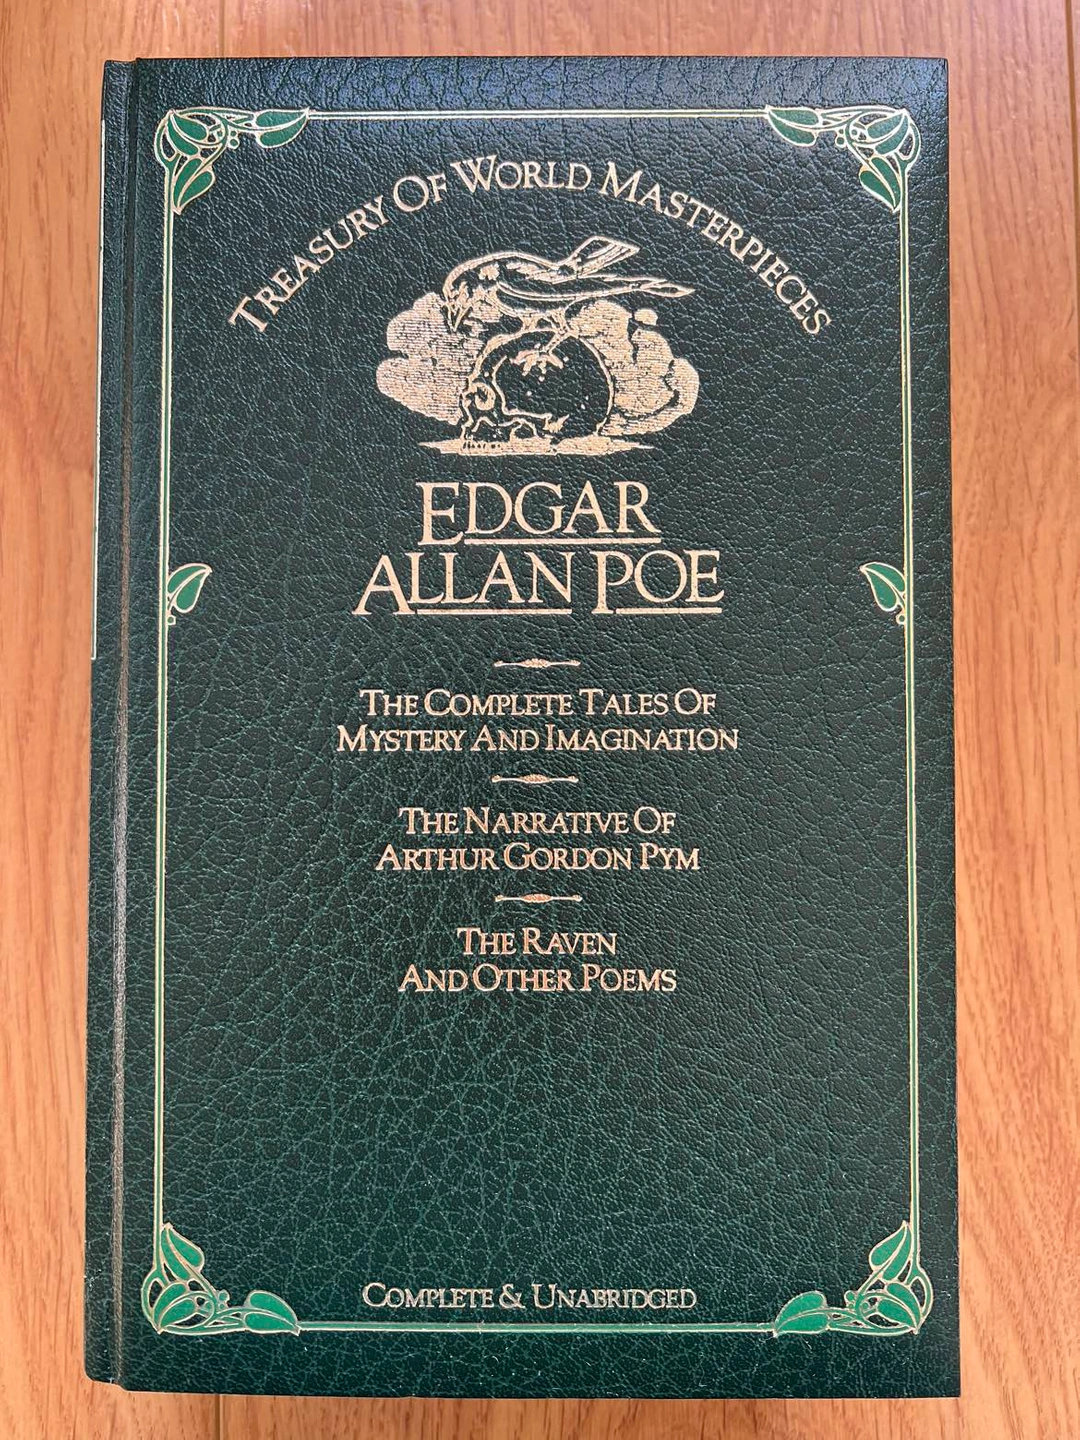 Treasury Of World Masterpieces
Edgar
Allan Poe
The Complete Tales Of
Mystery And Imagination
The Narrative Of
Arthur Gordon Pym
The Raven
And Other Poems
Complete & Unabridged